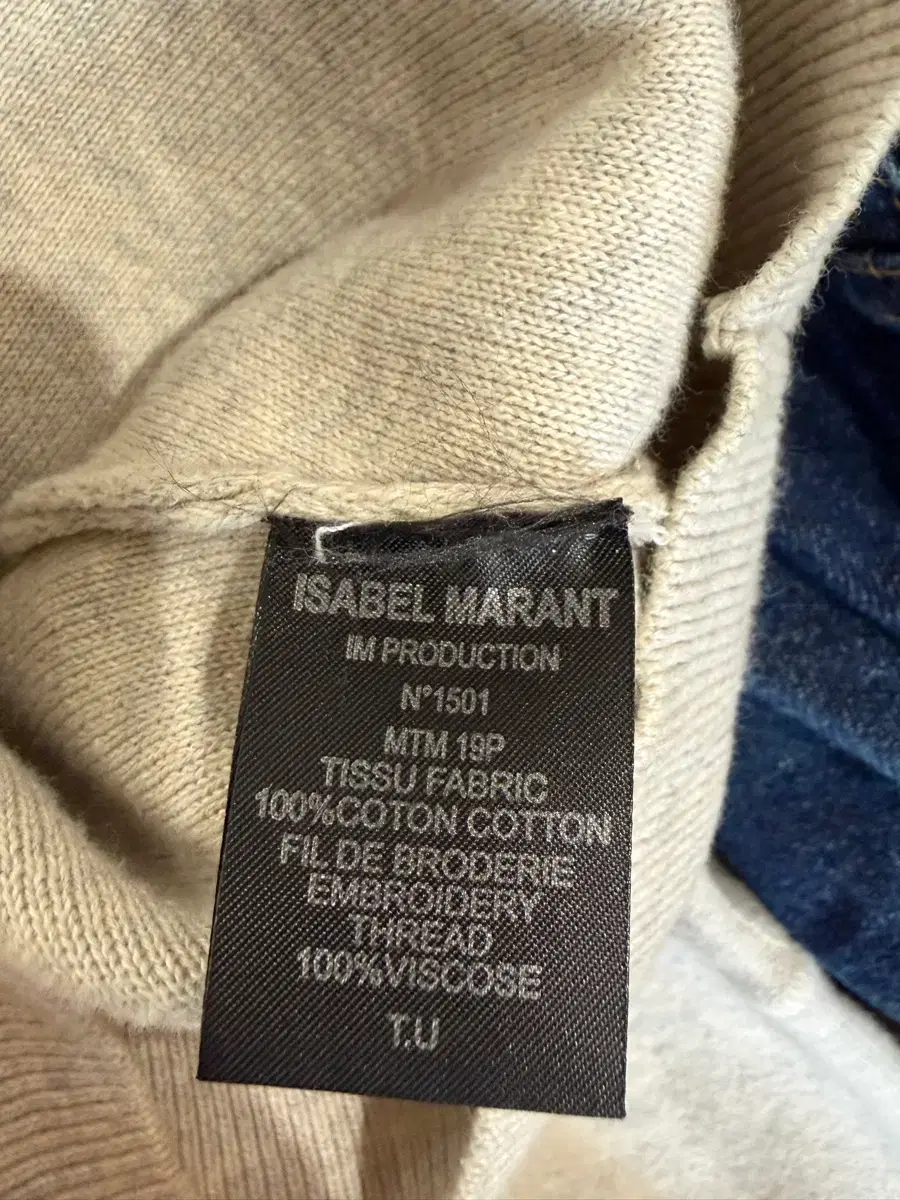 ISABEL MARANT
IM PRODUCTION
N°1501
MTM 19P
TISSU FABRIC
100%COTON COTTON
FIL DE BRODERIE
EMBROIDERY
THREAD
100%VISCOSE
T.U